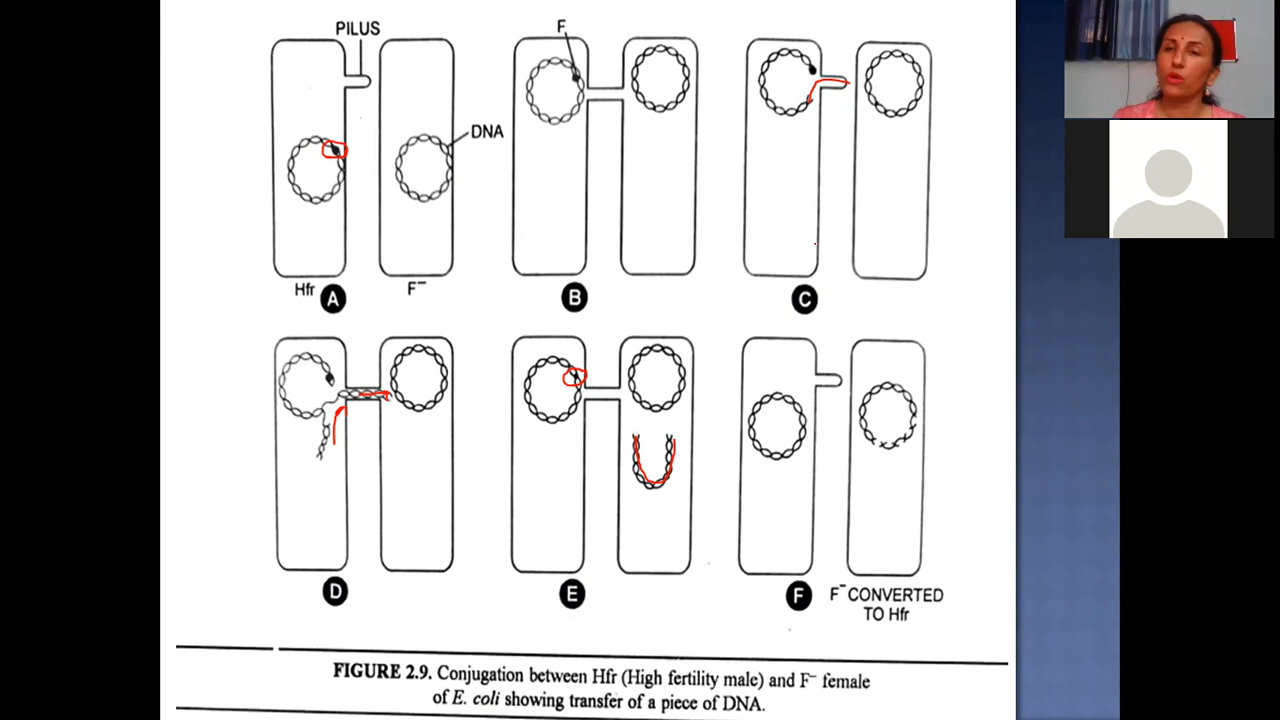 PILUS
F
DNA
Hfr
A
F⁻
B
C
D
E
F
F⁻ CONVERTED
TO Hfr
FIGURE 2.9. Conjugation between Hfr (High fertility male) and F⁻ female
of E. coli showing transfer of a piece of DNA.